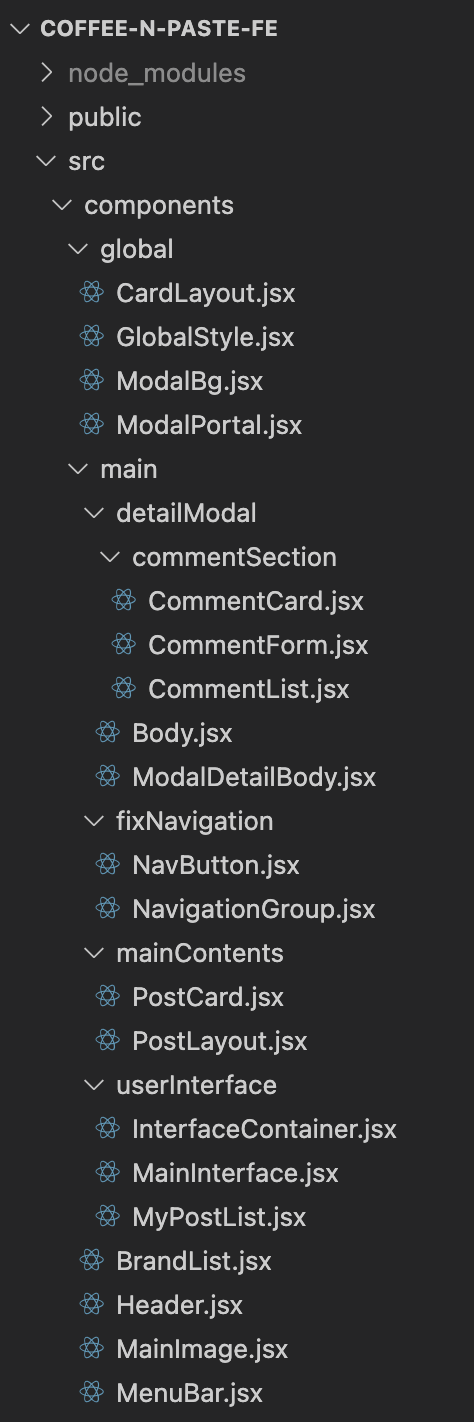 COFFEE-N-PASTE-FE
node_modules
public
src
components
global
CardLayout.jsx
GlobalStyle.jsx
ModalBg.jsx
ModalPortal.jsx
main
detailModal
commentSection
CommentCard.jsx
CommentForm.jsx
CommentList.jsx
Body.jsx
ModalDetailBody.jsx
fixNavigation
NavButton.jsx
NavigationGroup.jsx
mainContents
PostCard.jsx
PostLayout.jsx
userInterface
InterfaceContainer.jsx
MainInterface.jsx
MyPostList.jsx
BrandList.jsx
Header.jsx
MainImage.jsx
MenuBar.jsx